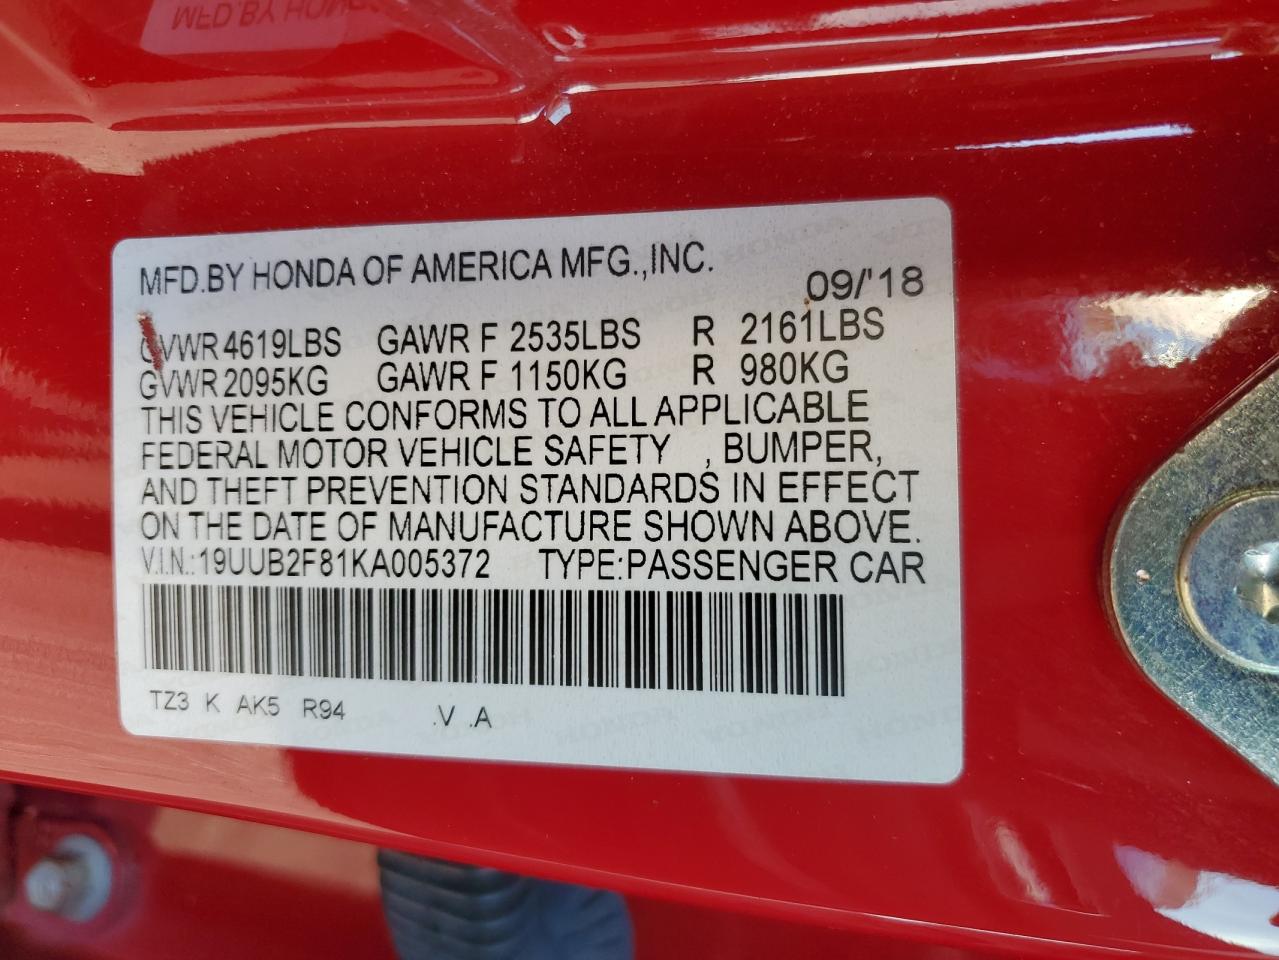 MFD.BY HONDA OF AMERICA MFG.,INC.
09/'18
GVWR 4619LBS GAWR F 2535LBS R 2161LBS
GVWR 2095KG GAWR F 1150KG R 980KG
THIS VEHICLE CONFORMS TO ALL APPLICABLE
FEDERAL MOTOR VEHICLE SAFETY , BUMPER,
AND THEFT PREVENTION STANDARDS IN EFFECT
ON THE DATE OF MANUFACTURE SHOWN ABOVE.
V.I.N.:19UUB2F81KA005372 TYPE:PASSENGER CAR
TZ3 K AK5 R94 .V .A